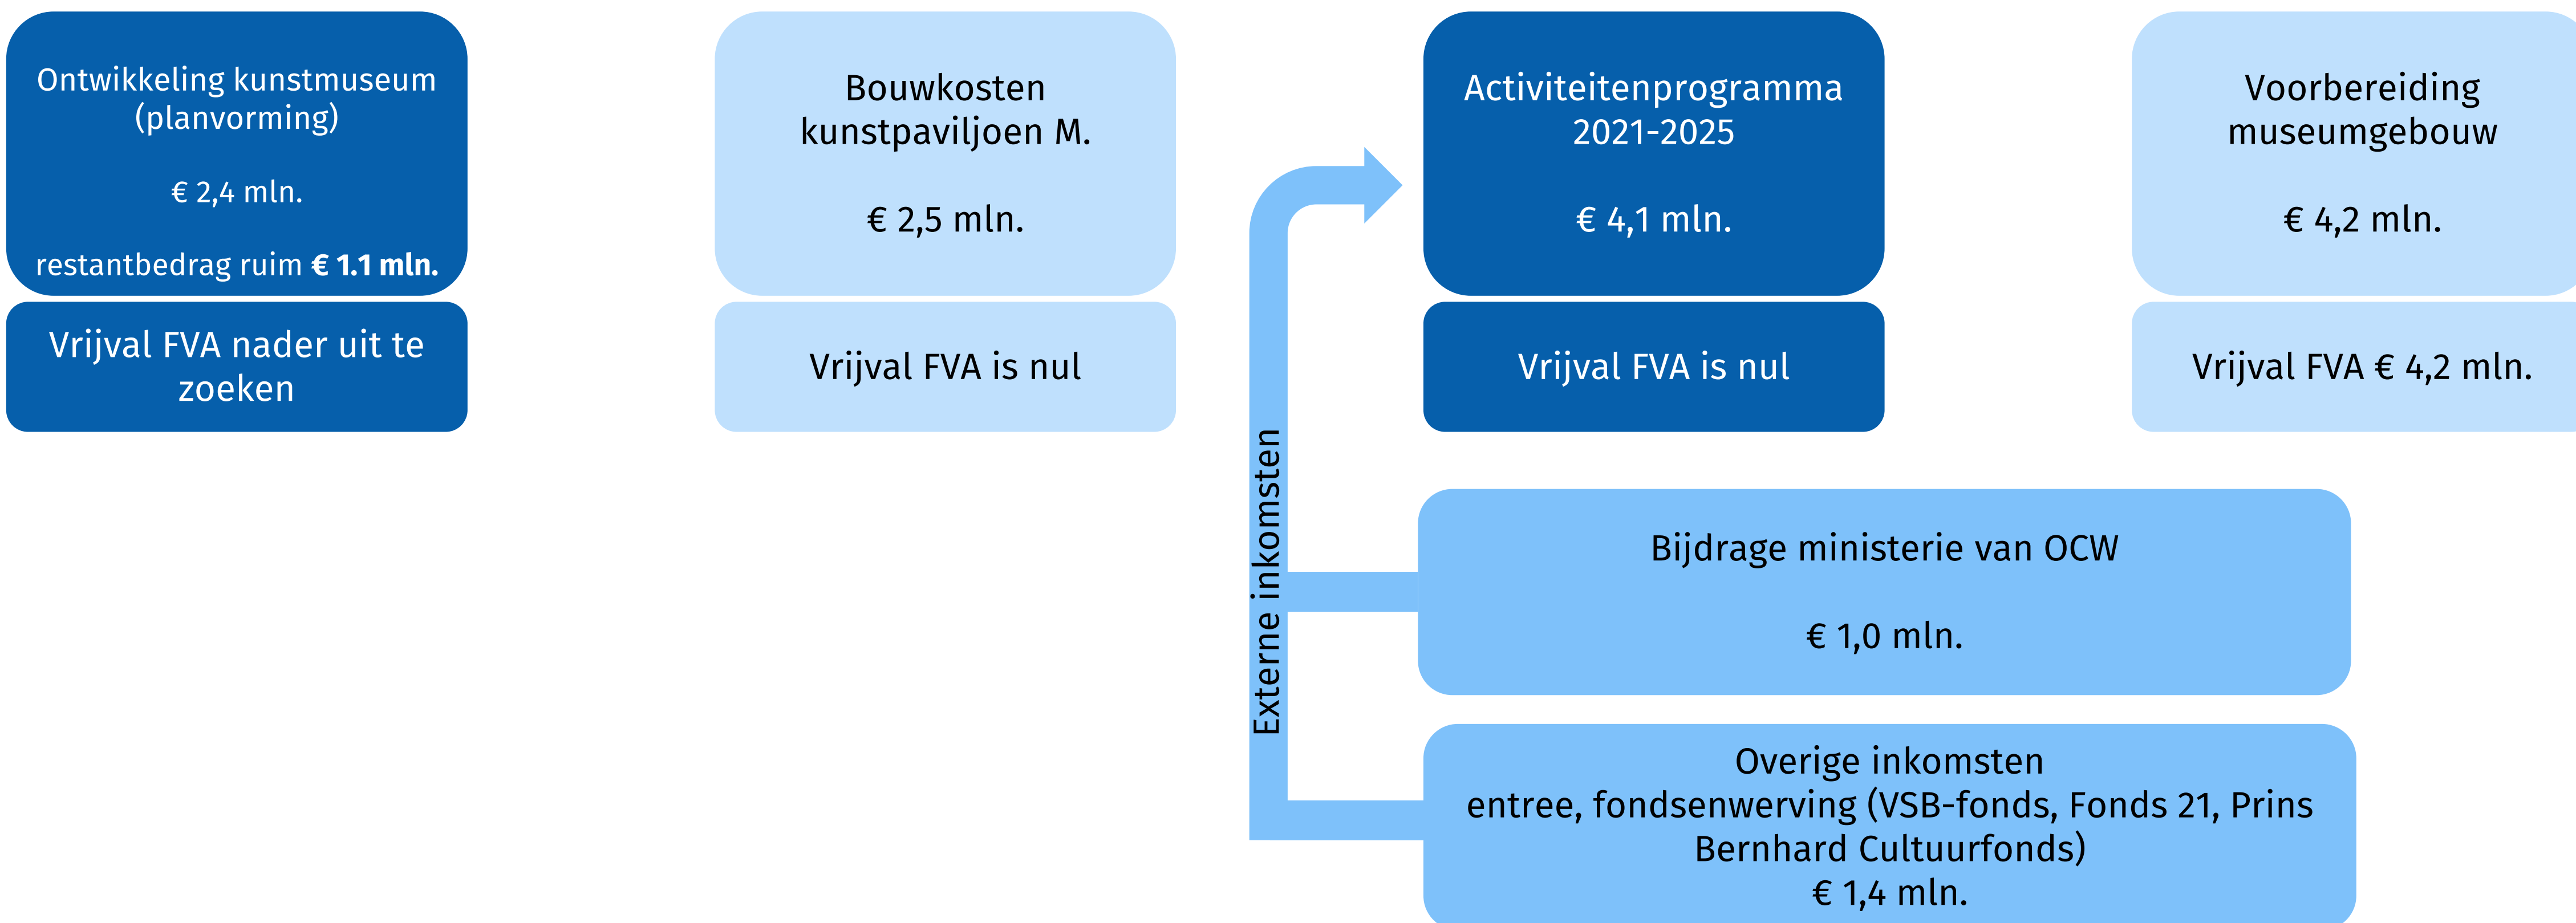 Ontwikkeling kunstmuseum
(planvorming)
€ 2,4 mln.
restantbedrag ruim € 1.1 mln.
Vrijval FVA nader uit te
zoeken
Bouwkosten
kunstpaviljoen M.
€ 2,5 mln.
Vrijval FVA is nul
Activiteitenprogramma
2021-2025
€ 4,1 mln.
Vrijval FVA is nul
Voorbereiding
museumgebouw
€ 4,2 mln.
Vrijval FVA € 4,2 mln.
Externe inkomsten
Bijdrage ministerie van OCW
€ 1,0 mln.
Overige inkomsten
entree, fondsenwerving (VSB-fonds, Fonds 21, Prins
Bernhard Cultuurfonds)
€ 1,4 mln.